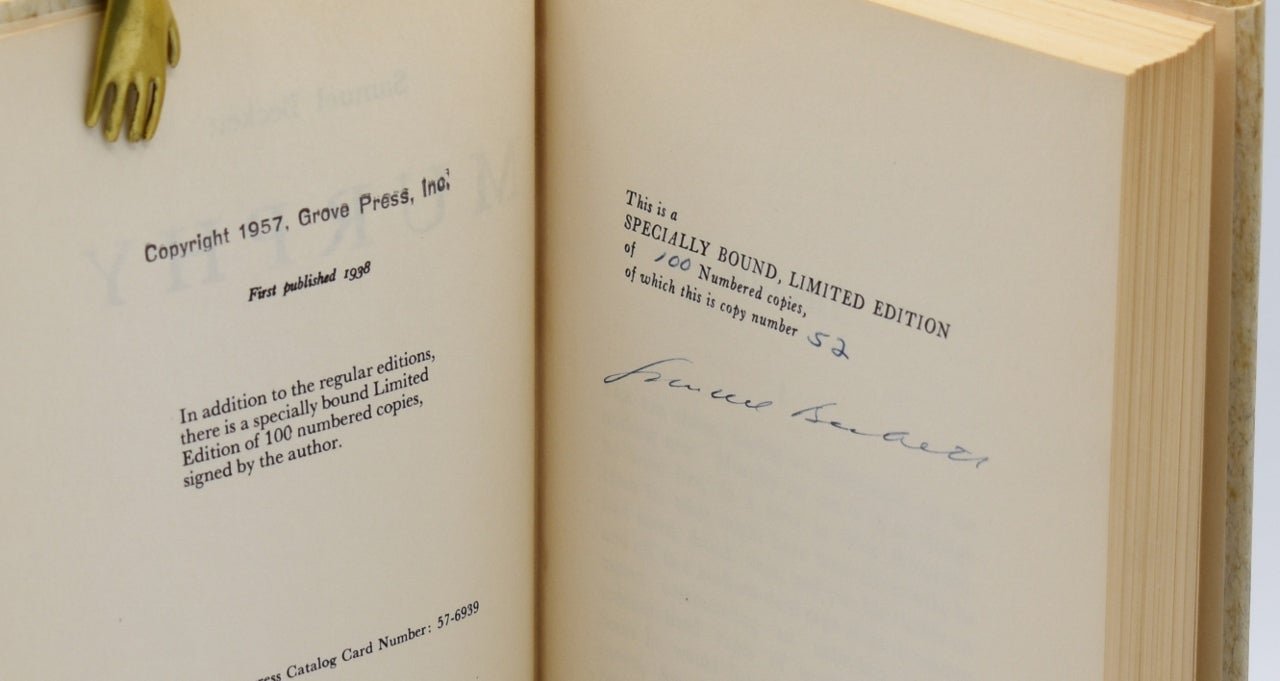 Copyright 1957, Grove Press, Inc.
First published 1938
In addition to the regular editions,
there is a specially bound Limited
Edition of 100 numbered copies,
signed by the author.
Catalog Card Number: 57-6939
This is a
SPECIALLY BOUND, LIMITED EDITION
of 100 Numbered copies,
of which this is copy number 52
Samuel Beckett